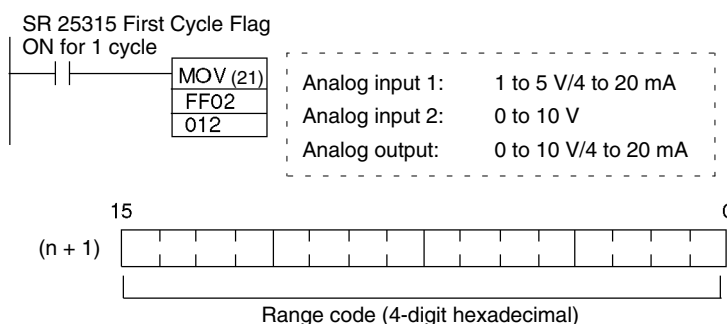 SR 25315 First Cycle Flag
ON for 1 cycle
MOV (21)
FF02
012
Analog input 1: 1 to 5 V/4 to 20 mA
Analog input 2: 0 to 10 V
Analog output: 0 to 10 V/4 to 20 mA
15 0
(n + 1)
Range code (4-digit hexadecimal)